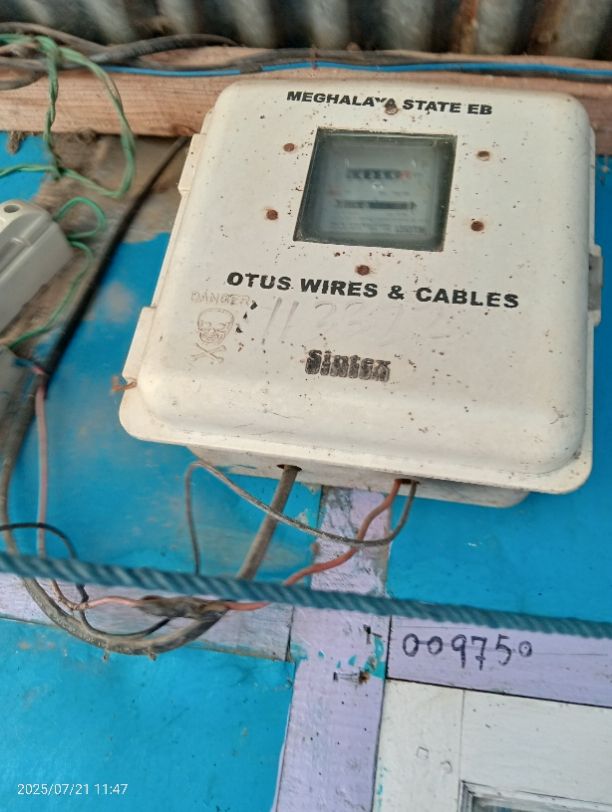 MEGHALAYA STATE EB
OTUS WIRES & CABLES
DANGER
Sintex
009750
2025/07/21 11:47